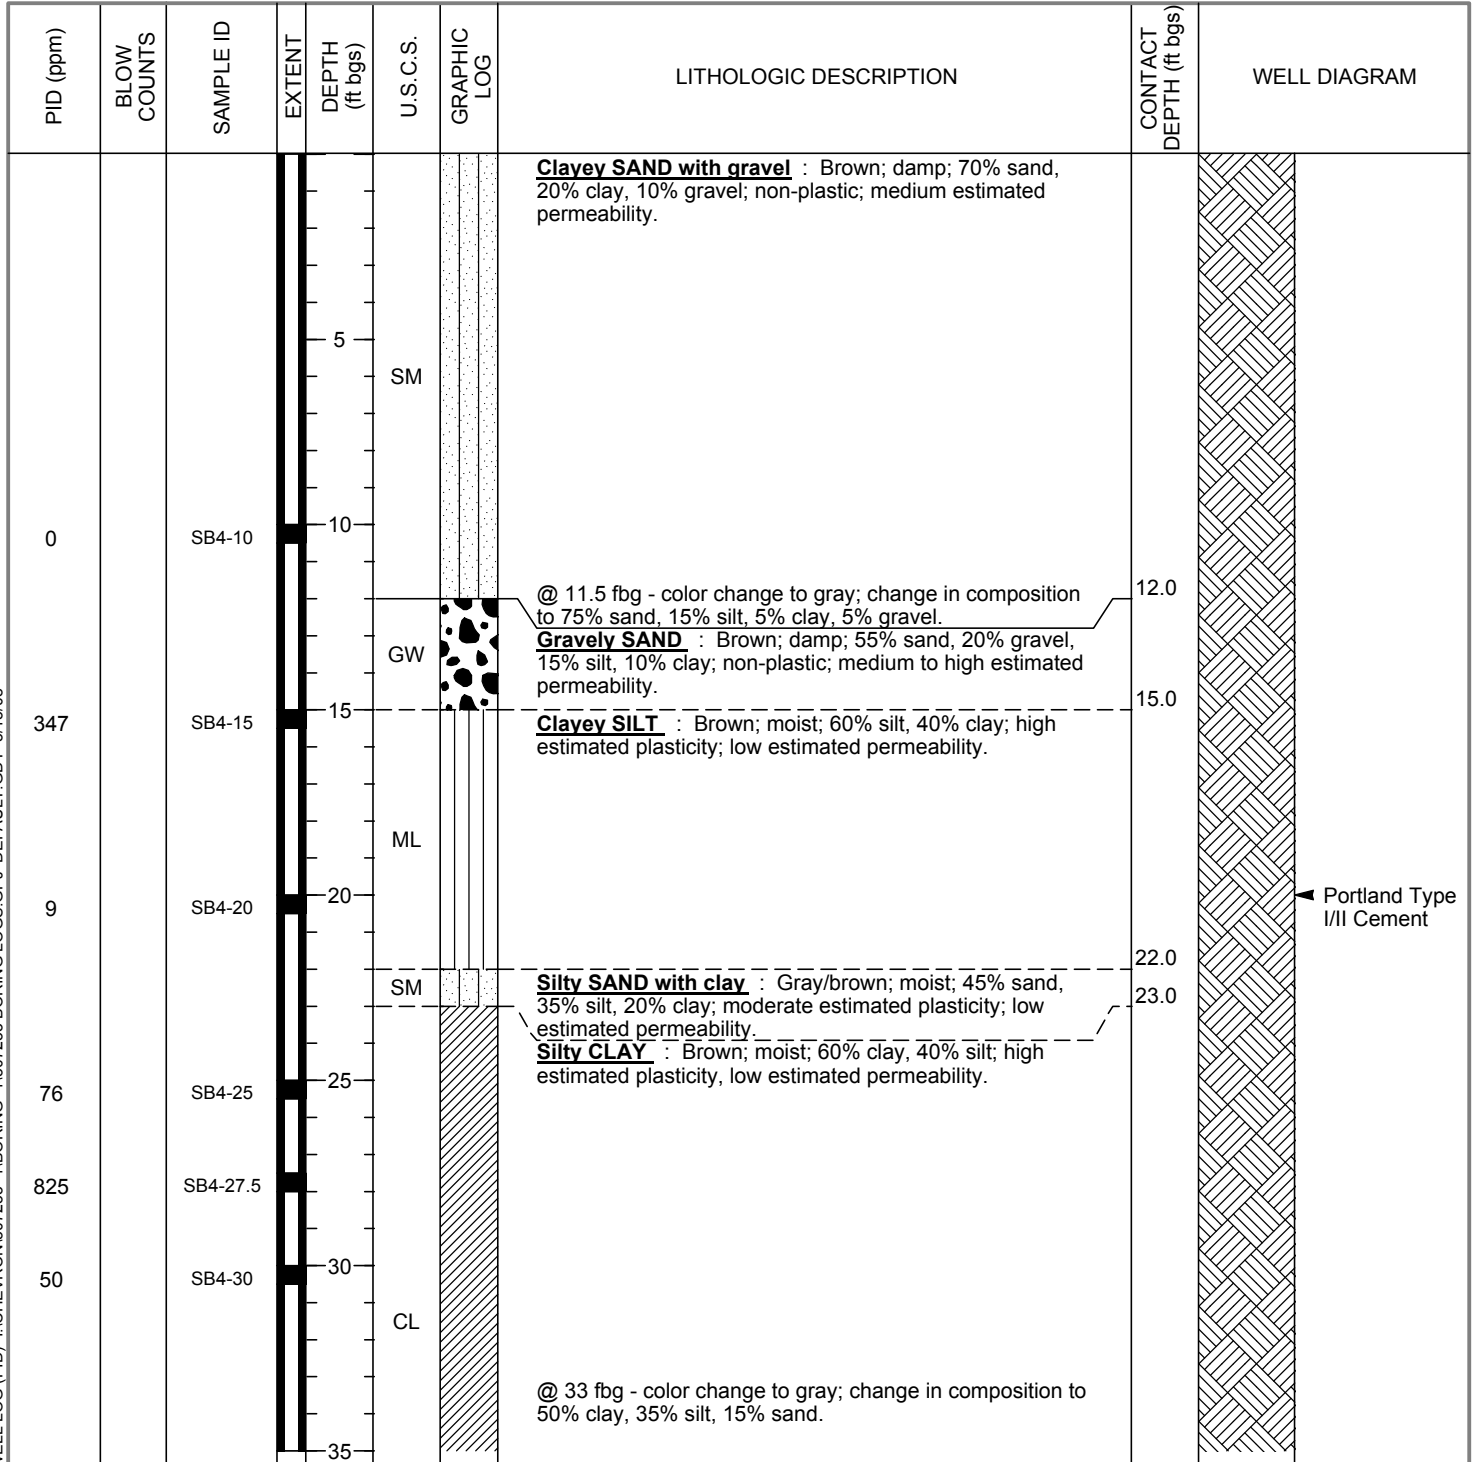 PID (ppm)
BLOW
COUNTS
SAMPLE ID
EXTENT
DEPTH
(ft bgs)
U.S.C.S.
GRAPHIC
LOG
LITHOLOGIC DESCRIPTION
CONTACT
DEPTH (ft bgs)
WELL DIAGRAM
Clayey SAND with gravel : Brown; damp; 70% sand,
20% clay, 10% gravel; non-plastic; medium estimated
permeability.
5
SM
10
0
SB4-10
@ 11.5 fbg - color change to gray; change in composition
to 75% sand, 15% silt, 5% clay, 5% gravel.
12.0
Gravely SAND : Brown; damp; 55% sand, 20% gravel,
15% silt, 10% clay; non-plastic; medium to high estimated
permeability.
GW
15.0
15
347
SB4-15
Clayey SILT : Brown; moist; 60% silt, 40% clay; high
estimated plasticity; low estimated permeability.
ML
20
9
SB4-20
Portland Type
I/II Cement
22.0
SM
Silty SAND with clay : Gray/brown; moist; 45% sand,
35% silt, 20% clay; moderate estimated plasticity; low
estimated permeability.
23.0
Silty CLAY : Brown; moist; 60% clay, 40% silt; high
estimated plasticity, low estimated permeability.
25
76
SB4-25
825
SB4-27.5
30
50
SB4-30
CL
@ 33 fbg - color change to gray; change in composition to
50% clay, 35% silt, 15% sand.
35